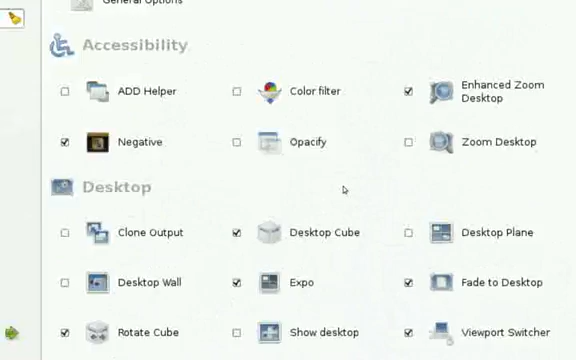 General Options
Accessibility
ADD Helper
Color filter
Enhanced Zoom
Desktop
Negative
Opacify
Zoom Desktop
Desktop
Clone Output
Desktop Cube
Desktop Plane
Desktop Wall
Expo
Fade to Desktop
Rotate Cube
Show desktop
Viewport Switcher